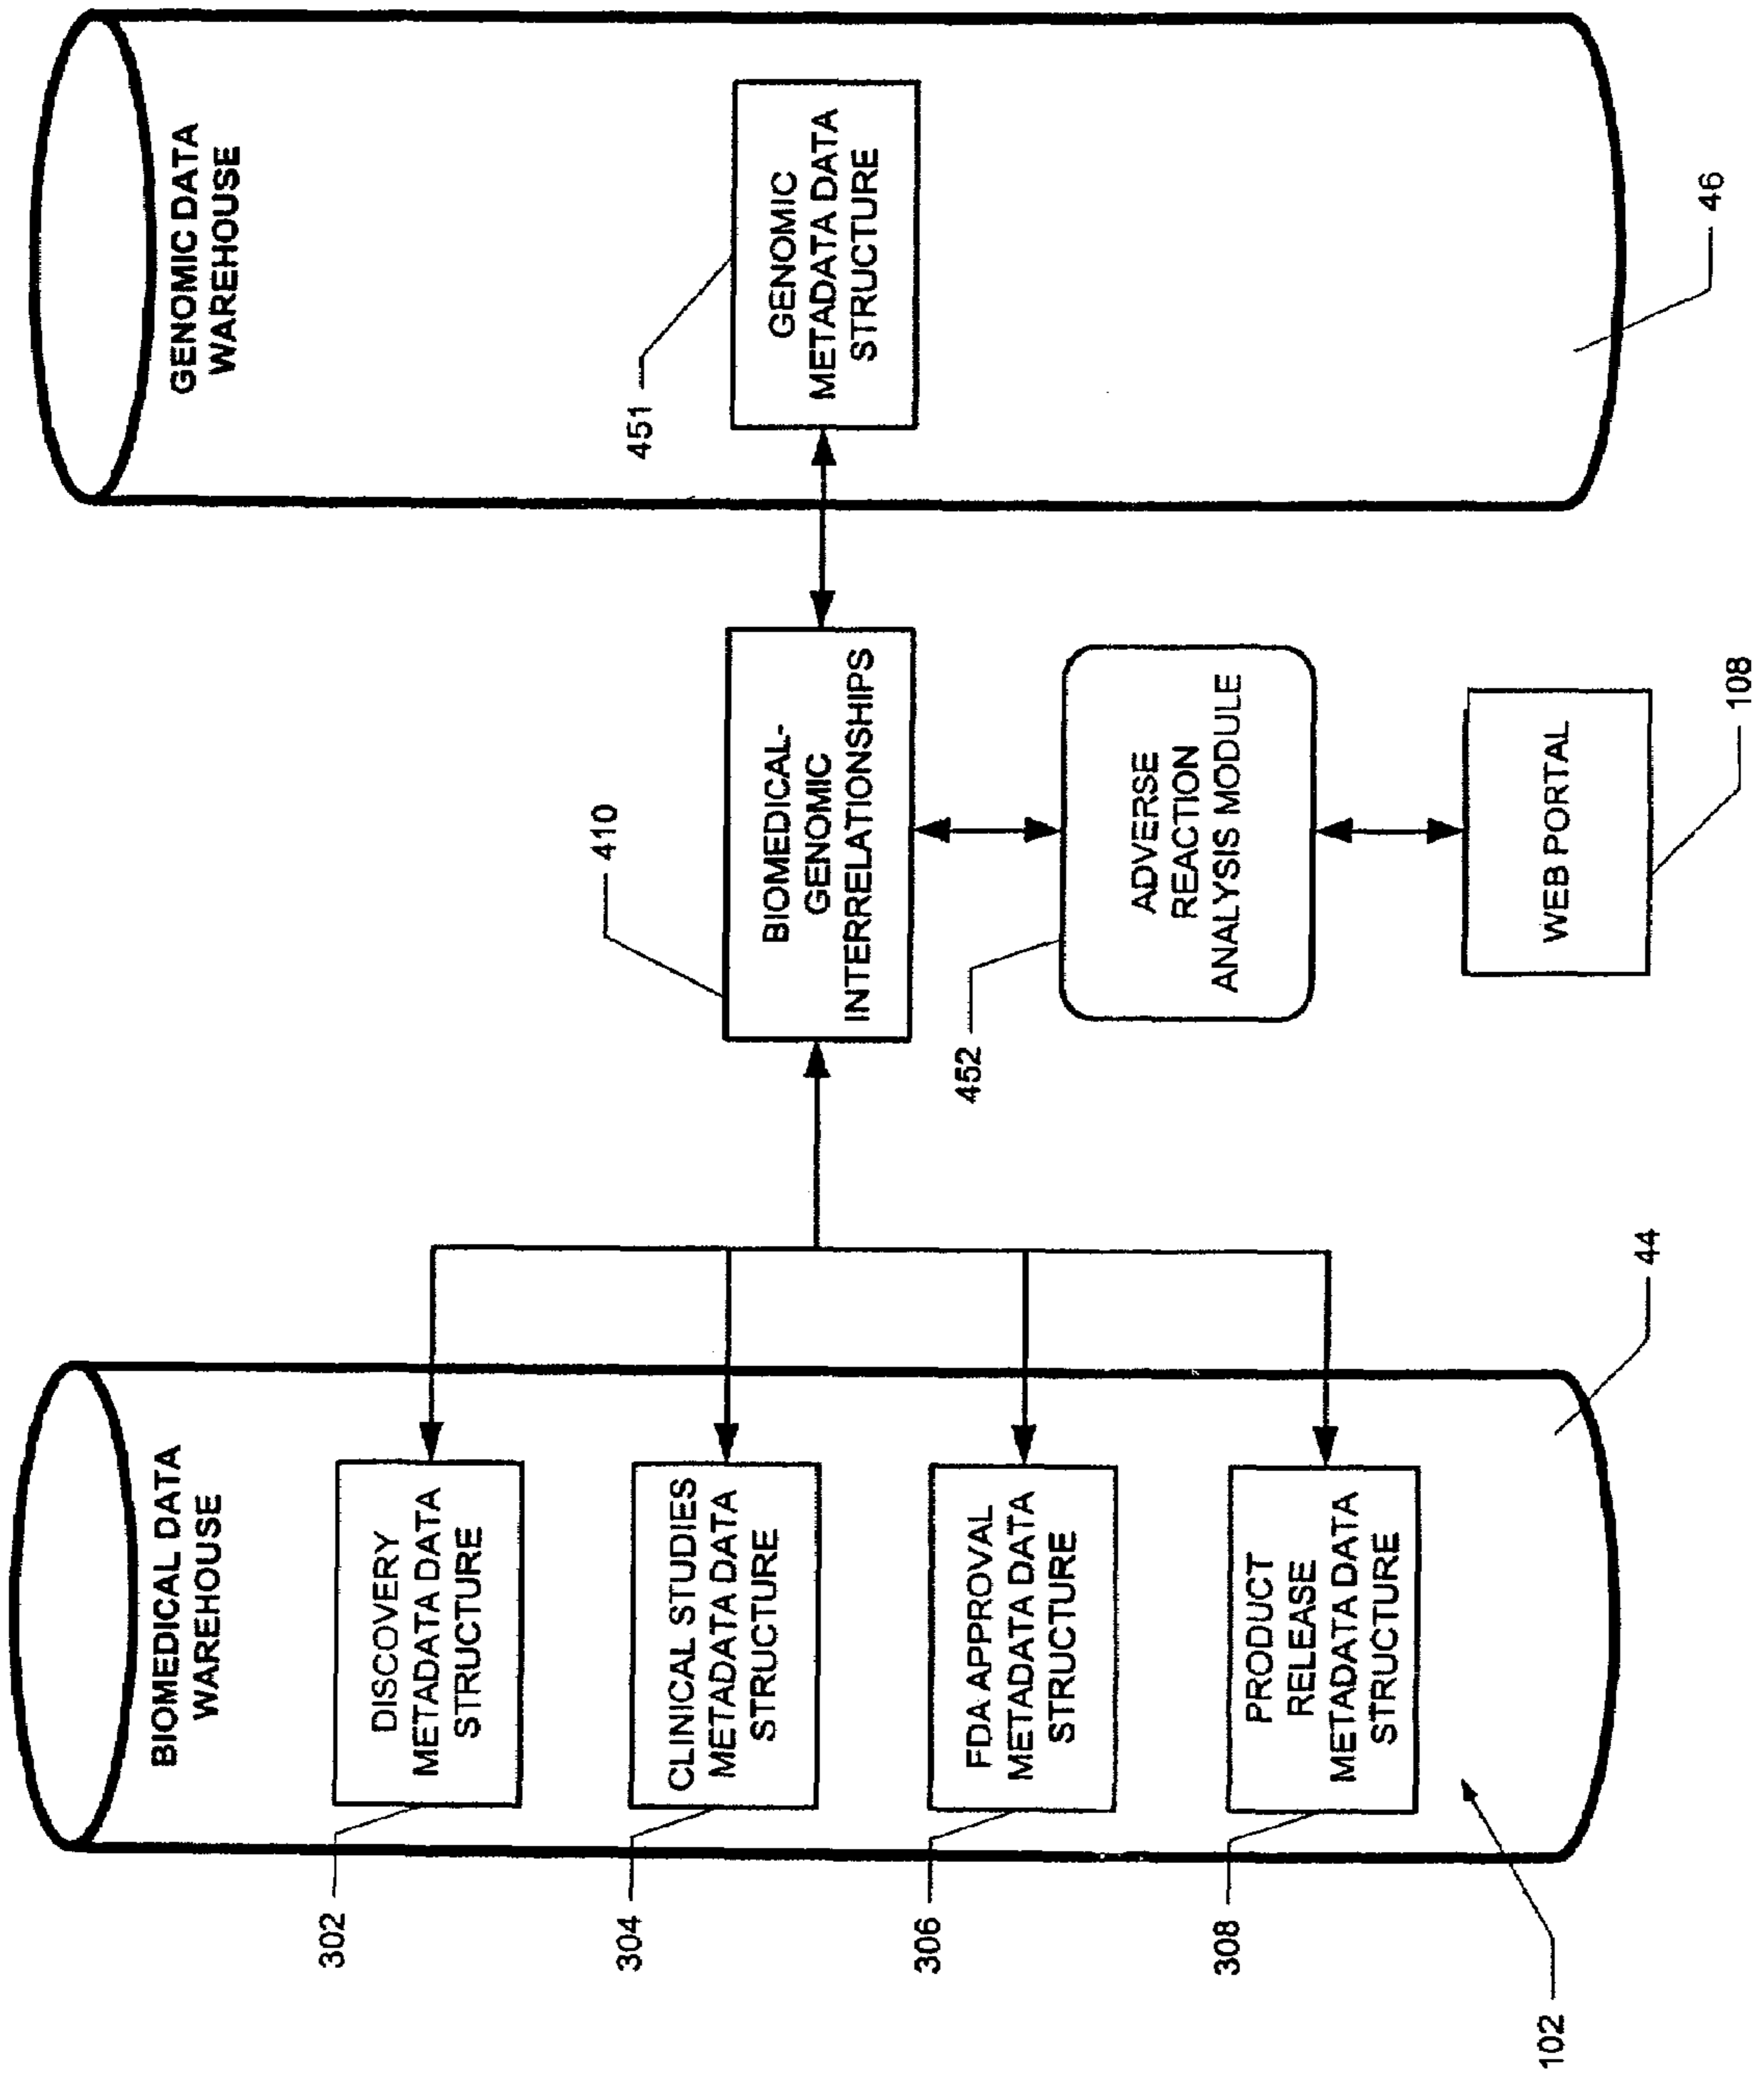 BIOMEDICAL DATA
WAREHOUSE
302
DISCOVERY
METADATA DATA
STRUCTURE
304
CLINICAL STUDIES
METADATA DATA
STRUCTURE
306
FDA APPROVAL
METADATA DATA
STRUCTURE
308
PRODUCT
RELEASE
METADATA DATA
STRUCTURE
102
44
410
BIOMEDICAL-
GENOMIC
INTERRELATIONSHIPS
452
ADVERSE
REACTION
ANALYSIS MODULE
WEB PORTAL
108
GENOMIC DATA
WAREHOUSE
451
GENOMIC
METADATA DATA
STRUCTURE
46